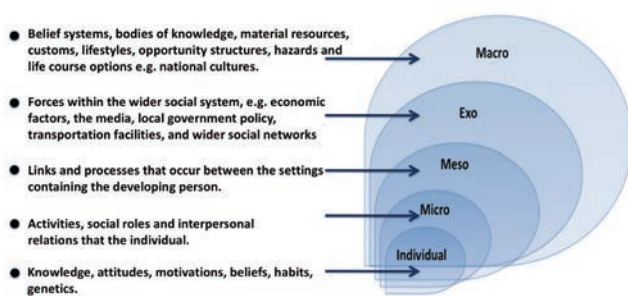 Belief systems, bodies of knowledge, material resources,
customs, lifestyles, opportunity structures, hazards and
life course options e.g. national cultures.
Forces within the wider social system, e.g. economic
factors, the media, local government policy,
transportation facilities, and wider social networks
Links and processes that occur between the settings
containing the developing person.
Activities, social roles and interpersonal
relations that the individual.
Knowledge, attitudes, motivations, beliefs, habits,
genetics.
Macro
Exo
Meso
Micro
Individual